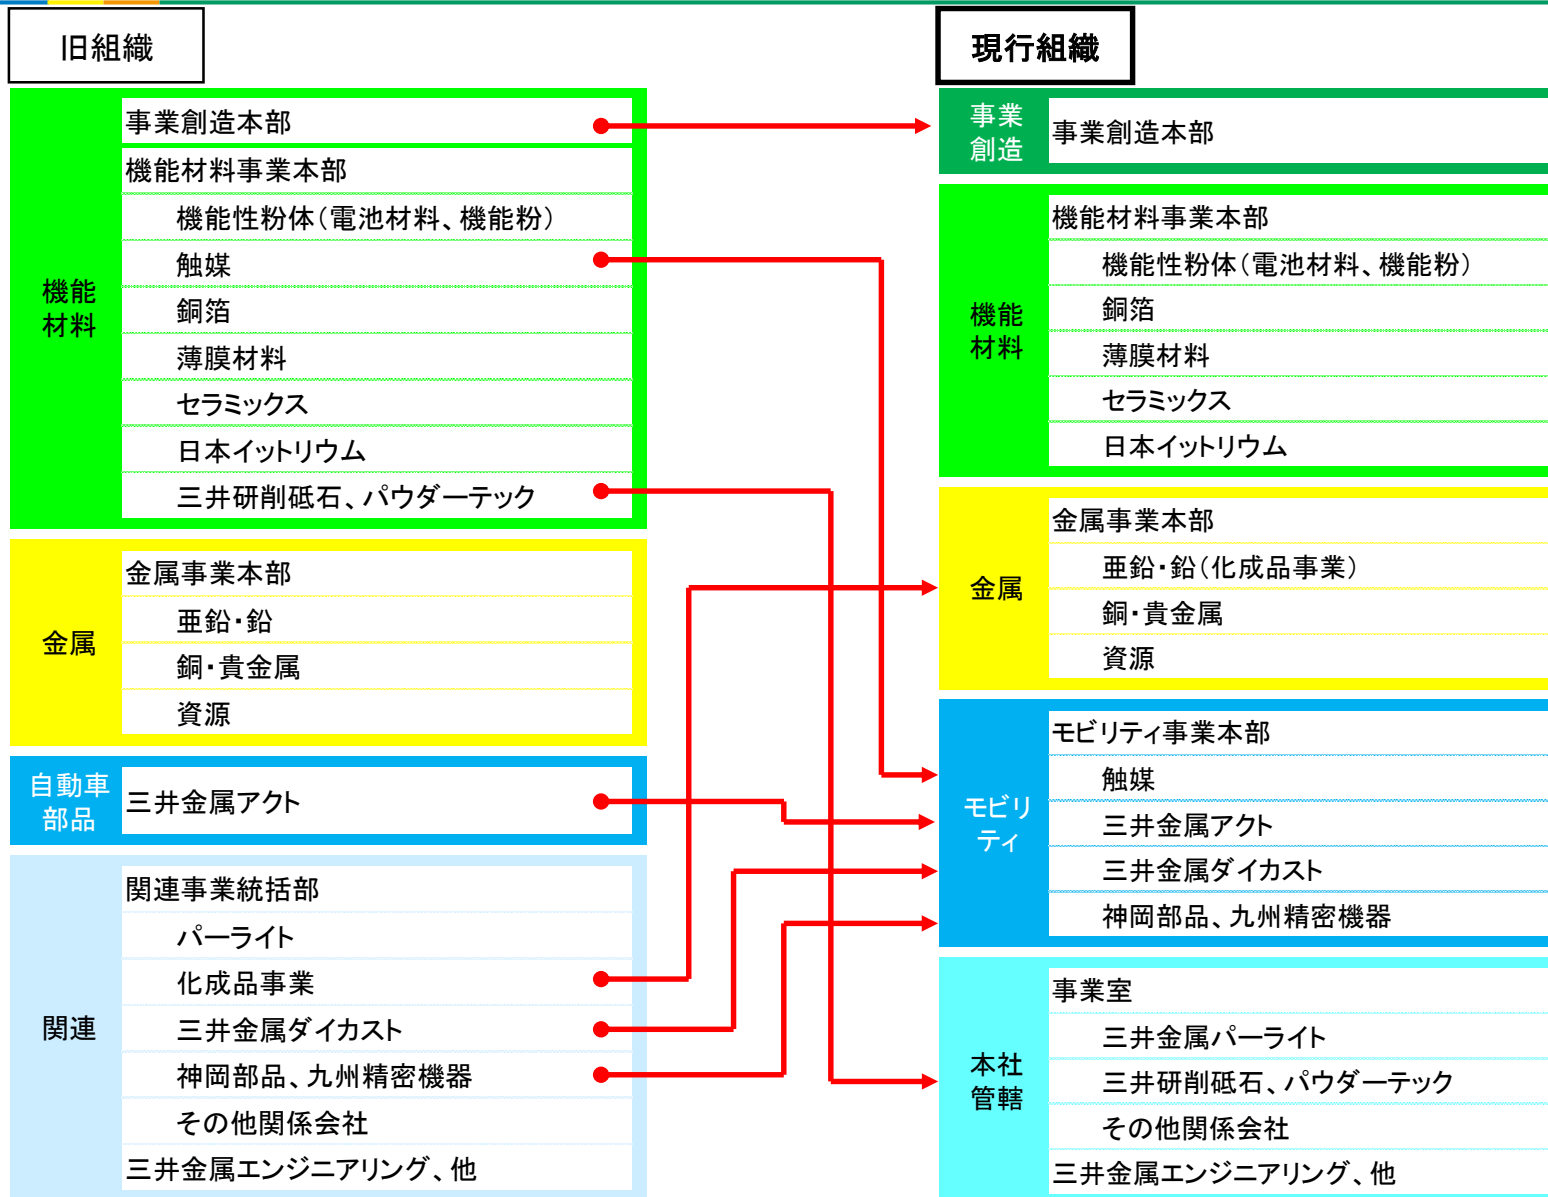 旧組織
機能
材料
事業創造本部
機能材料事業本部
機能性粉体（電池材料、機能粉）
触媒
銅箔
薄膜材料
セラミックス
日本イットリウム
三井研削砥石、パウダーテック
金属
金属事業本部
亜鉛・鉛
銅・貴金属
資源
自動車
部品
三井金属アクト
関連
関連事業統括部
パーライト
化成品事業
三井金属ダイカスト
神岡部品、九州精密機器
その他関係会社
三井金属エンジニアリング、他
現行組織
事業
創造
事業創造本部
機能
材料
機能材料事業本部
機能性粉体（電池材料、機能粉）
銅箔
薄膜材料
セラミックス
日本イットリウム
金属
金属事業本部
亜鉛・鉛（化成品事業）
銅・貴金属
資源
モビリ
ティ
モビリティ事業本部
触媒
三井金属アクト
三井金属ダイカスト
神岡部品、九州精密機器
本社
管轄
事業室
三井金属パーライト
三井研削砥石、パウダーテック
その他関係会社
三井金属エンジニアリング、他